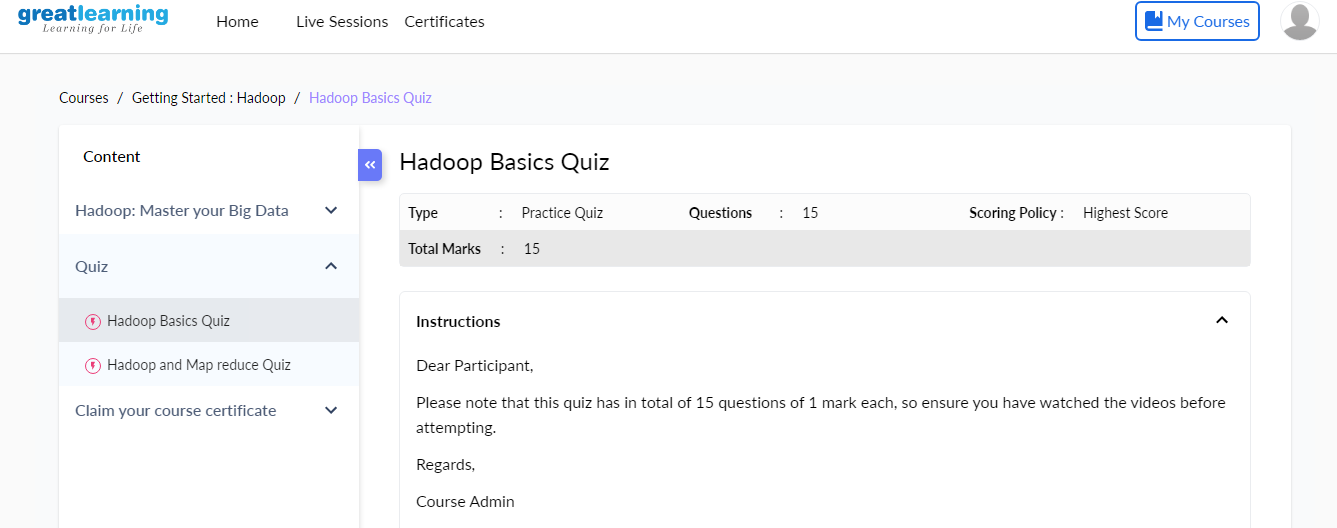 greatlearning
Learning for Life
Home Live Sessions Certificates
My Courses
Courses / Getting Started : Hadoop / Hadoop Basics Quiz
Content
Hadoop: Master your Big Data
Quiz
Hadoop Basics Quiz
Hadoop and Map reduce Quiz
Claim your course certificate
Hadoop Basics Quiz
Type : Practice Quiz Questions : 15 Scoring Policy : Highest Score
Total Marks : 15
Instructions
Dear Participant,
Please note that this quiz has in total of 15 questions of 1 mark each, so ensure you have watched the videos before
attempting.
Regards,
Course Admin